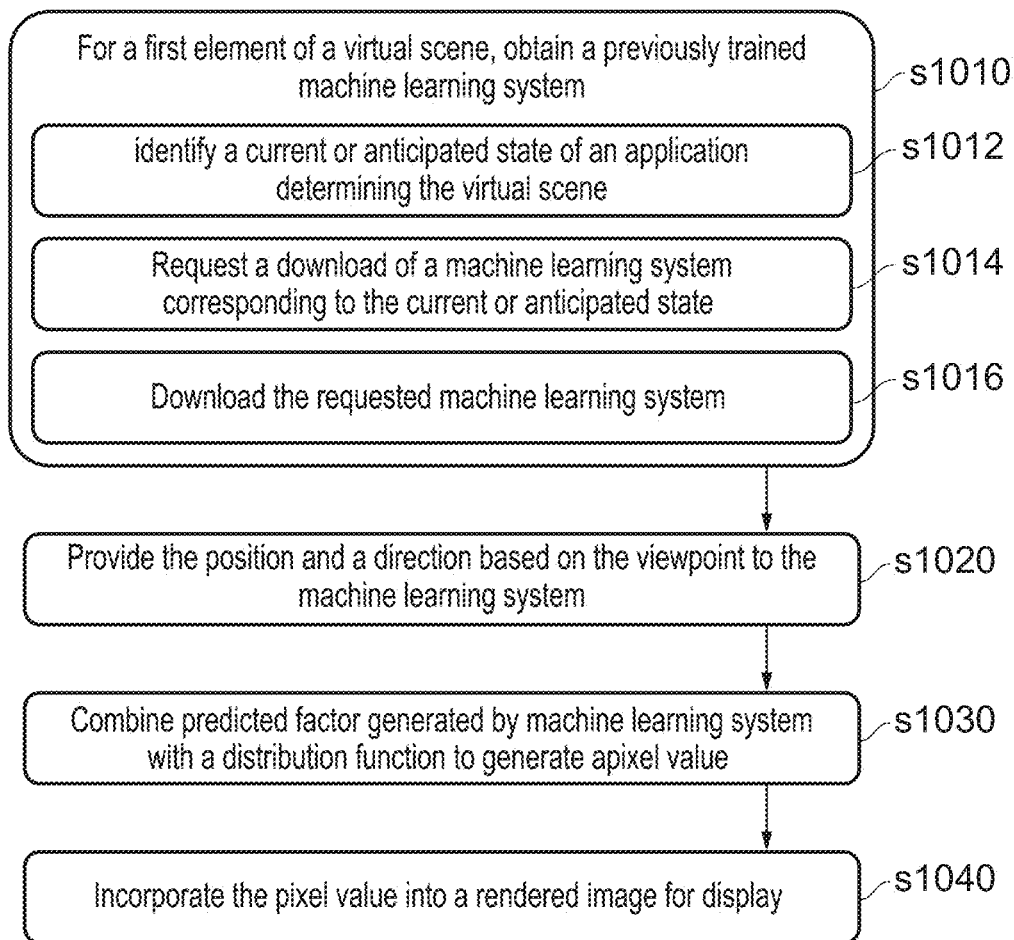 For a first element of a virtual scene, obtain a previously trained
machine learning system
s1010
identify a current or anticipated state of an application
determining the virtual scene
s1012
Request a download of a machine learning system
corresponding to the current or anticipated state
s1014
Download the requested machine learning system
s1016
Provide the position and a direction based on the viewpoint to the
machine learning system
s1020
Combine predicted factor generated by machine learning system
with a distribution function to generate apixel value
s1030
Incorporate the pixel value into a rendered image for display
s1040